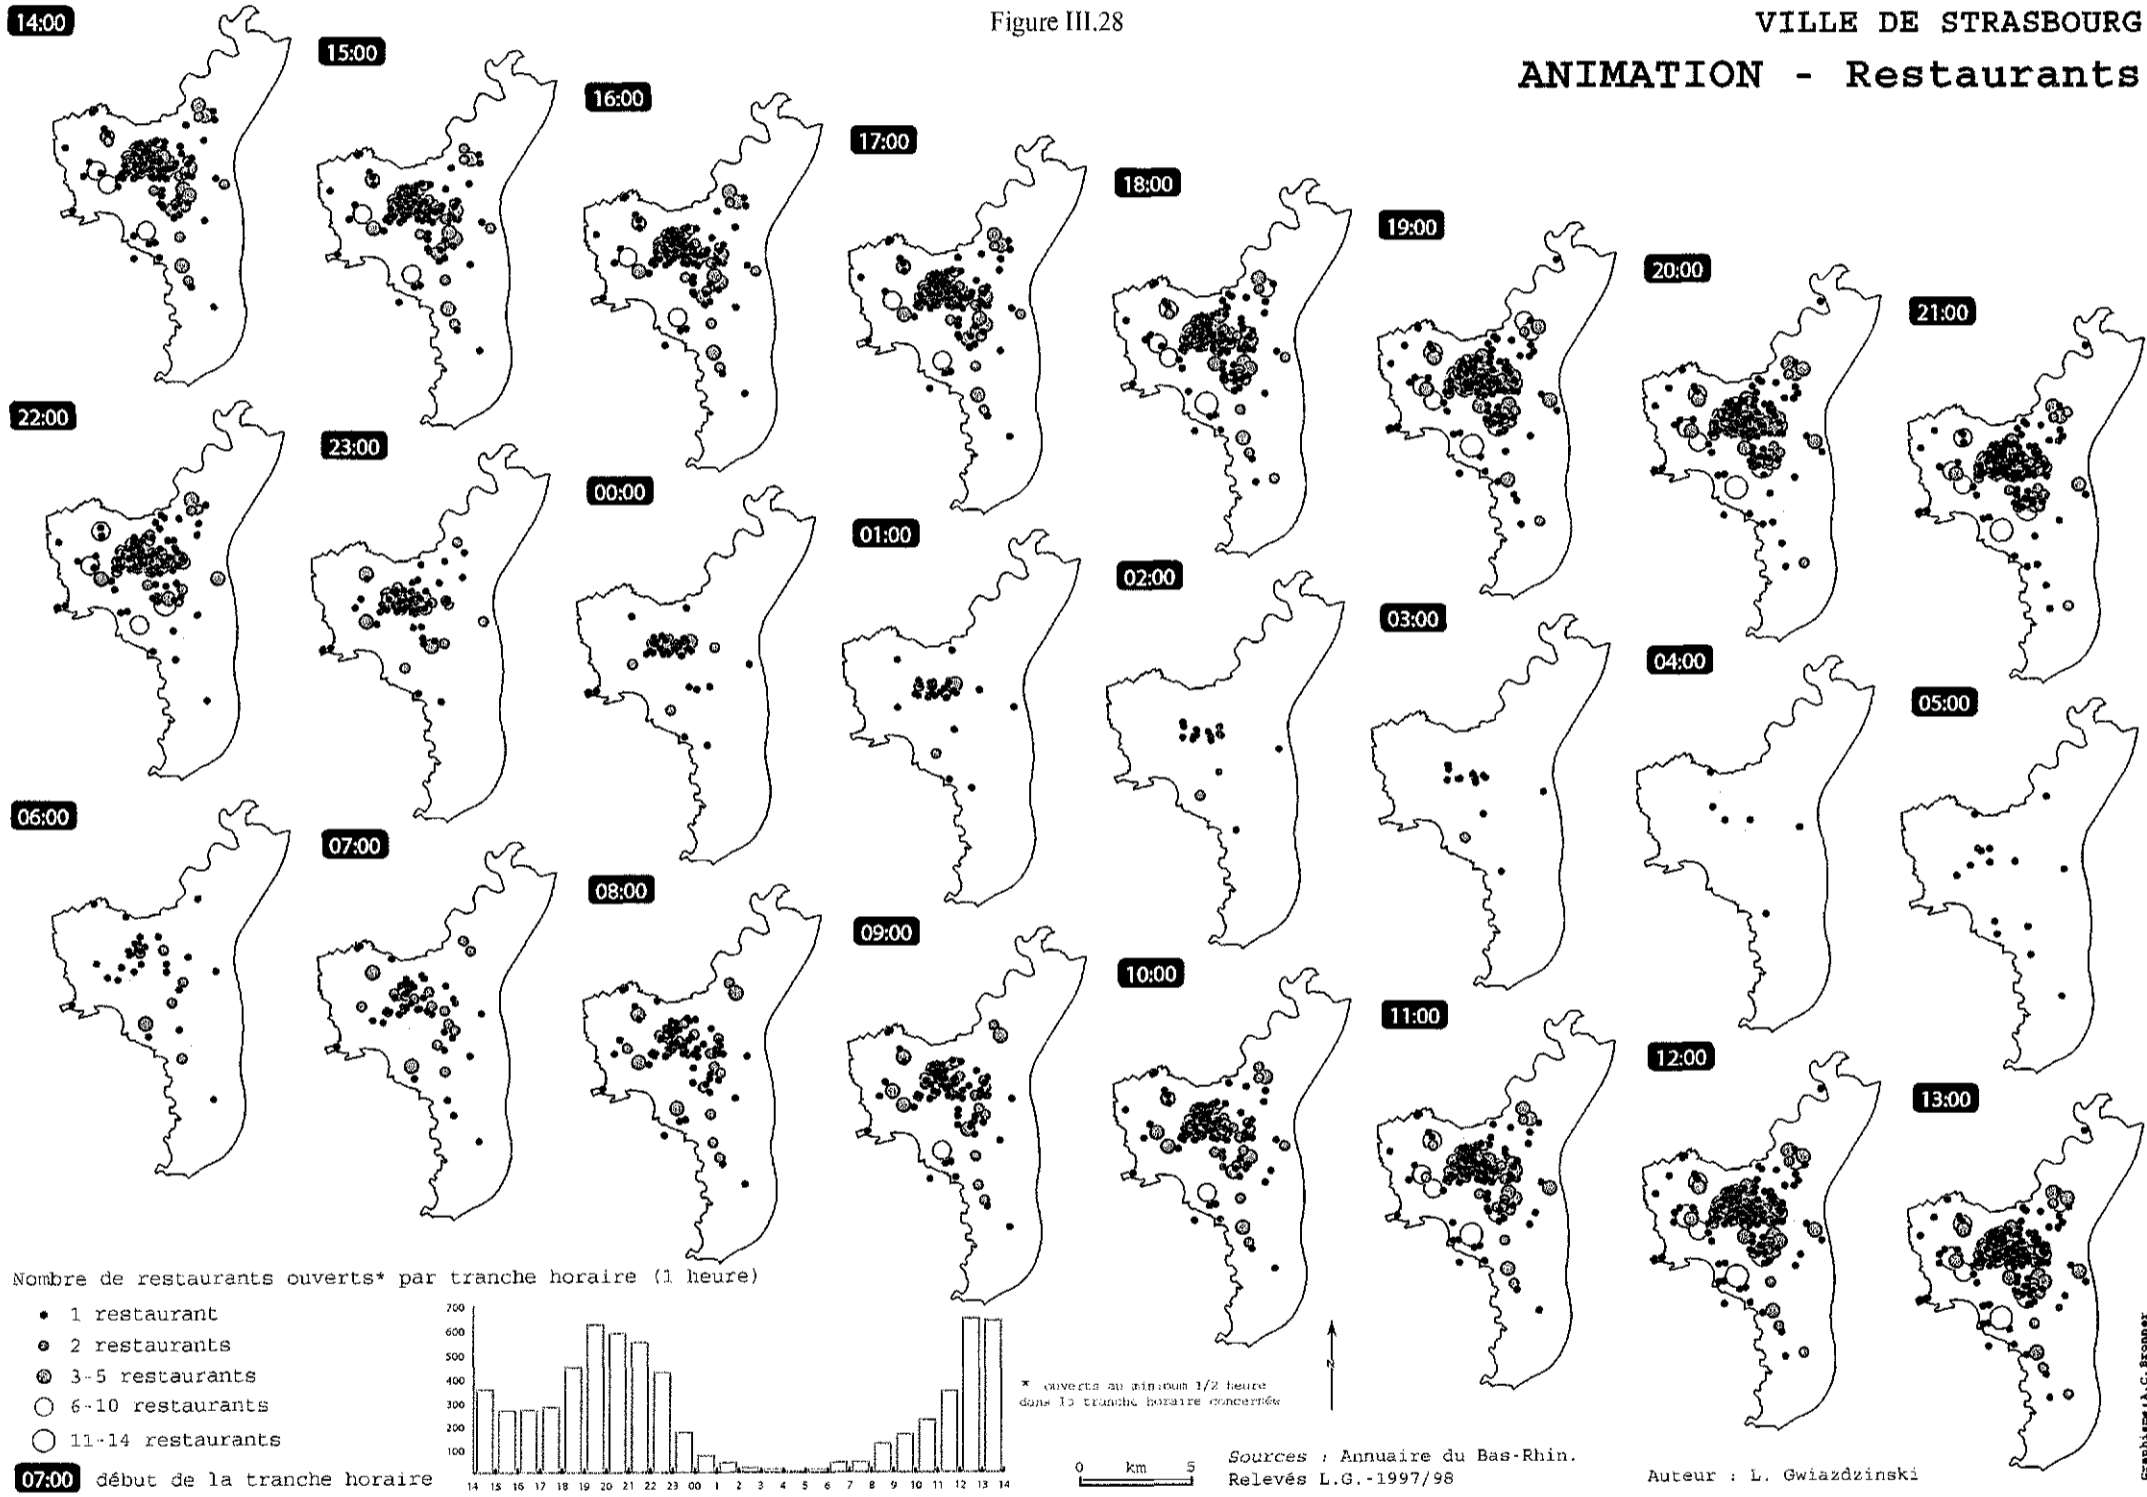 Figure III.28
VILLE DE STRASBOURG
ANIMATION - Restaurants
14:00
15:00
16:00
17:00
18:00
19:00
20:00
21:00
22:00
23:00
00:00
01:00
02:00
03:00
04:00
05:00
06:00
07:00
08:00
09:00
10:00
11:00
12:00
13:00
Nombre de restaurants ouverts* par tranche horaire (1 heure)
1 restaurant
2 restaurants
3-5 restaurants
6-10 restaurants
11-14 restaurants
07:00 début de la tranche horaire
700
600
500
400
300
200
100
14 15 16 17 18 19 20 21 22 23 00 1 2 3 4 5 6 7 8 9 10 11 12 13 14
* ouverts au minimum 1/2 heure
dans la tranche horaire concernée
N
0 km 5
Sources : Annuaire du Bas-Rhin.
Relevés L.G.-1997/98
Auteur : L. Gwiazdzinski
Graphisme: A.C. Bronner